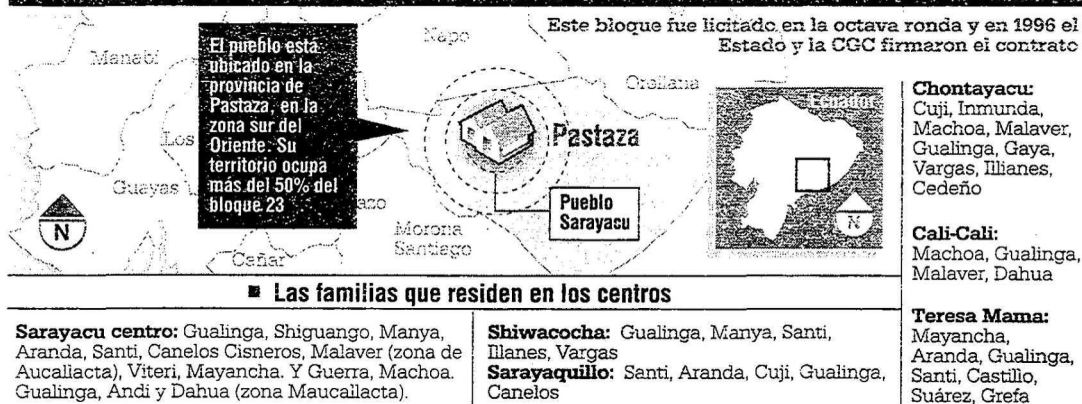 Este bloque fue licitado en la octava ronda y en 1996 el
Estado y la CGC firmaron el contrato
El pueblo está
ubicado en la
provincia de
Pastaza, en la
zona sur del
Oriente. Su
territorio ocupa
más del 50% del
bloque 23
Manabí
Napo
Orellana
Los
Guayas
azo
Cañar
Morona
Santiago
Pastaza
Pueblo
Sarayacu
N
Ecuador
N
■ Las familias que residen en los centros
Sarayacu centro: Gualinga, Shiguango, Manya,
Aranda, Santi, Canelos Cisneros, Malaver (zona de
Aucallacta), Viteri, Mayancha. Y Guerra, Machoa.
Gualinga, Andi y Dahua (zona Maucallacta).
Shiwacocha: Gualinga, Manya, Santi,
Illanes, Vargas
Sarayaquillo: Santi, Aranda, Cuji, Gualinga,
Canelos
Chontayacu:
Cuji, Inmunda,
Machoa, Malaver,
Gualinga, Gaya,
Vargas, Illianes,
Cedeño
Cali-Cali:
Machoa, Gualinga,
Malaver, Dahua
Teresa Mama:
Mayancha,
Aranda, Gualinga,
Santi, Castillo,
Suárez, Grefa